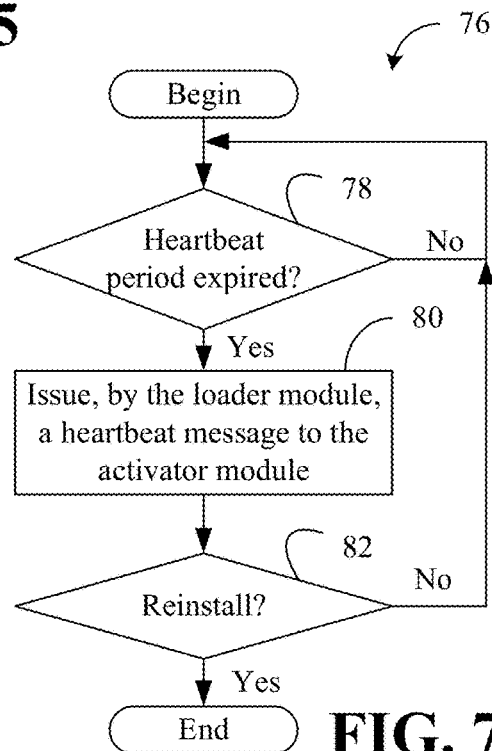 5
76
Begin
78
Heartbeat
period expired?
No
80
Yes
Issue, by the loader module,
a heartbeat message to the
activator module
82
No
Reinstall?
Yes
End
FIG. 7